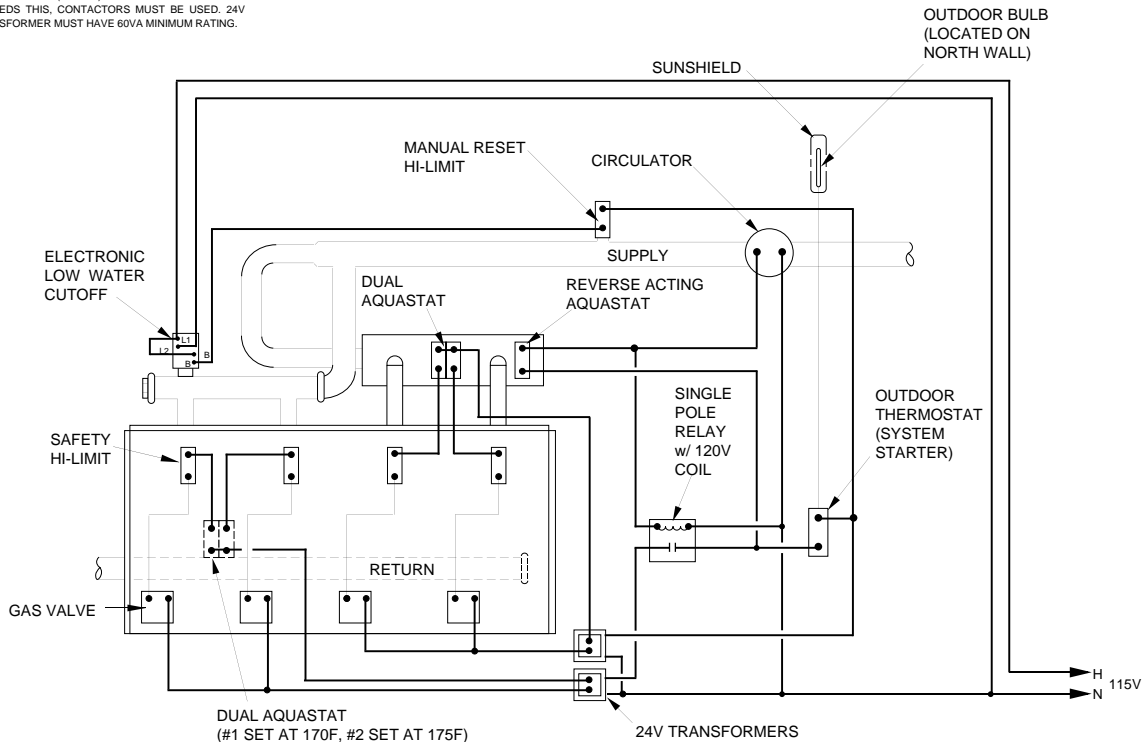 EDS THIS, CONTACTORS MUST BE USED. 24V
SFORMER MUST HAVE 60VA MINIMUM RATING.
OUTDOOR BULB
(LOCATED ON
NORTH WALL)
SUNSHIELD
MANUAL RESET
HI-LIMIT
CIRCULATOR
ELECTRONIC
LOW WATER
CUTOFF
SUPPLY
DUAL
AQUASTAT
REVERSE ACTING
AQUASTAT
L1
L2
B
B
SINGLE
POLE
RELAY
w/ 120V
COIL
OUTDOOR
THERMOSTAT
(SYSTEM
STARTER)
SAFETY
HI-LIMIT
RETURN
GAS VALVE
H
115V
N
DUAL AQUASTAT
(#1 SET AT 170F, #2 SET AT 175F)
24V TRANSFORMERS